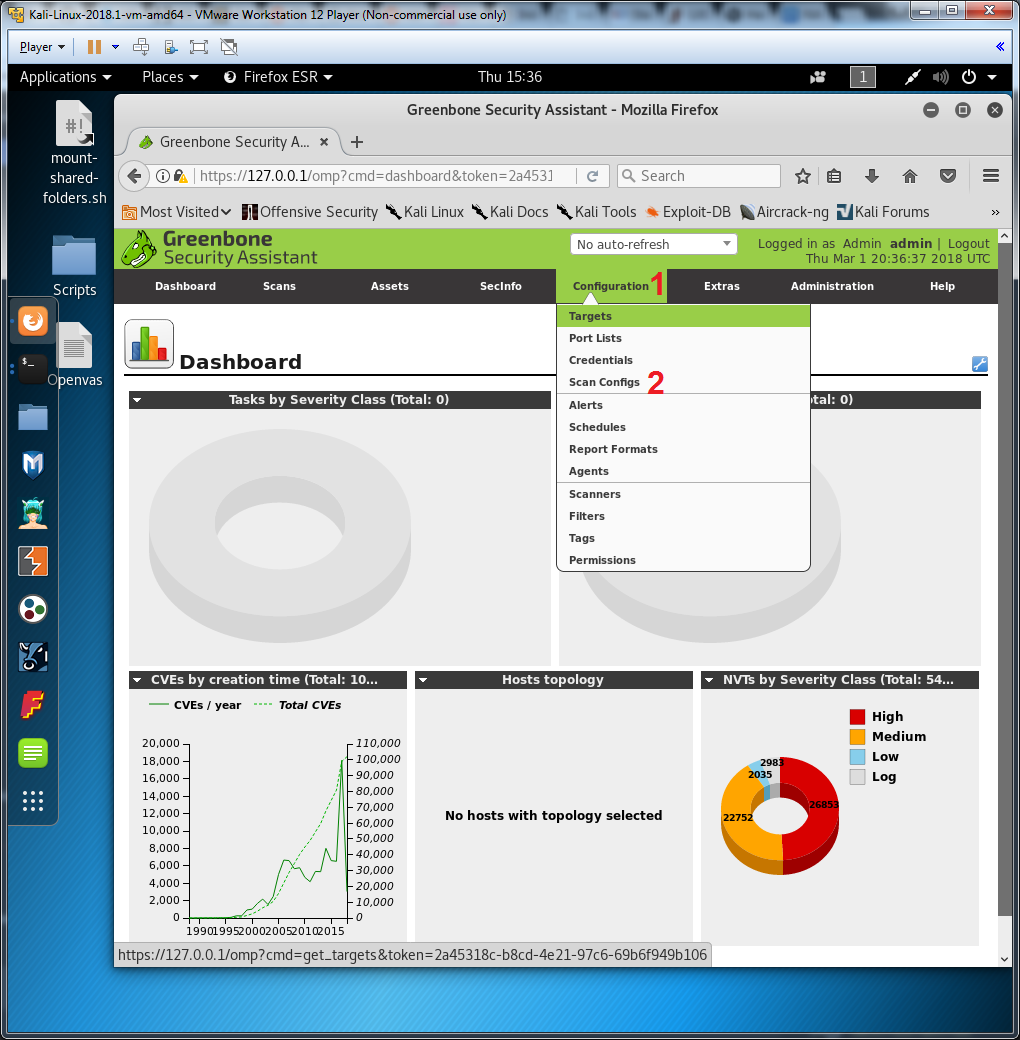 Kali-Linux-2018.1-vm-amd64 - VMware Workstation 12 Player (Non-commercial use only)
Player
Applications Places Firefox ESR Thu 15:36 1
#!
mount-
shared-
folders.sh
Scripts
Openvas
$_
Greenbone Security Assistant - Mozilla Firefox
Greenbone Security A...
https://127.0.0.1/omp?cmd=dashboard&token=2a4531 Search
Most Visited Offensive Security Kali Linux Kali Docs Kali Tools Exploit-DB Aircrack-ng Kali Forums »
Greenbone
Security Assistant
No auto-refresh
Logged in as Admin admin | Logout
Thu Mar 1 20:36:37 2018 UTC
Dashboard Scans Assets SecInfo Configuration 1 Extras Administration Help
Targets
Port Lists
Credentials
Scan Configs 2
Alerts
Schedules
Report Formats
Agents
Scanners
Filters
Tags
Permissions
Dashboard
Tasks by Severity Class (Total: 0)
otal: 0)
CVEs by creation time (Total: 10...
CVEs / year Total CVEs
20,000
18,000
16,000
14,000
12,000
10,000
8,000
6,000
4,000
2,000
0
110,000
100,000
90,000
80,000
70,000
60,000
50,000
40,000
30,000
20,000
10,000
0
1990 1995 2000 2005 2010 2015
Hosts topology
No hosts with topology selected
NVTs by Severity Class (Total: 54...
High
Medium
Low
Log
2983
2035
26853
22752
https://127.0.0.1/omp?cmd=get_targets&token=2a45318c-b8cd-4e21-97c6-69b6f949b106